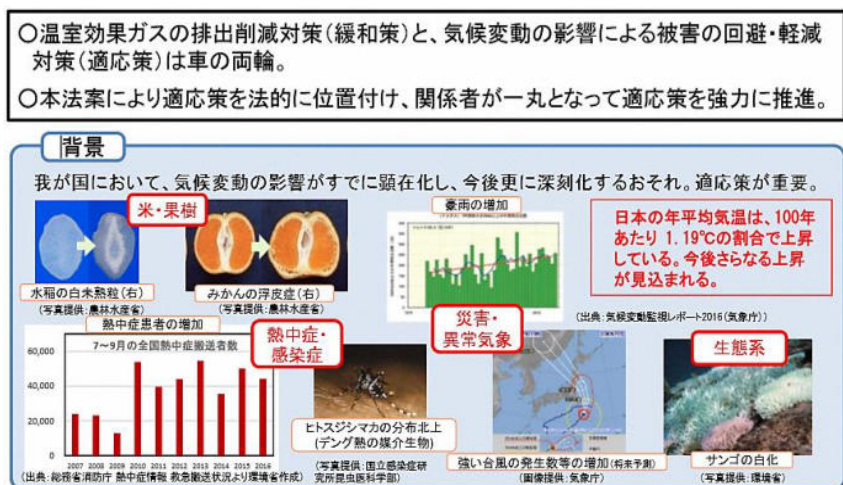 ○温室効果ガスの排出削減対策(緩和策)と、気候変動の影響による被害の回避・軽減
対策(適応策)は車の両輪。
○本法案により適応策を法的に位置付け、関係者が一丸となって適応策を強力に推進。
背景
我が国において、気候変動の影響がすでに顕在化し、今後更に深刻化するおそれ。適応策が重要。
米・果樹
水稲の白未熟粒(右)
(写真提供:農林水産省)
みかんの浮皮症(右)
(写真提供:農林水産省)
豪雨の増加
災害・
異常気象
日本の年平均気温は、100年
あたり 1.19℃の割合で上昇
している。今後さらなる上昇
が見込まれる。
(出典:気候変動監視レポート2016(気象庁))
熱中症患者の増加
7~9月の全国熱中症搬送者数
60,000
40,000
20,000
0
2007 2008 2009 2010 2011 2012 2013 2014 2015 2016
(出典:総務省消防庁 熱中症情報 救急搬送状況より環境省作成)
熱中症・
感染症
ヒトスジシマカの分布北上
(デング熱の媒介生物)
(写真提供:国立感染症研
究所昆虫医科学部)
強い台風の発生数等の増加(将来予測)
(画像提供:気象庁)
生態系
サンゴの白化
(写真提供:環境省)